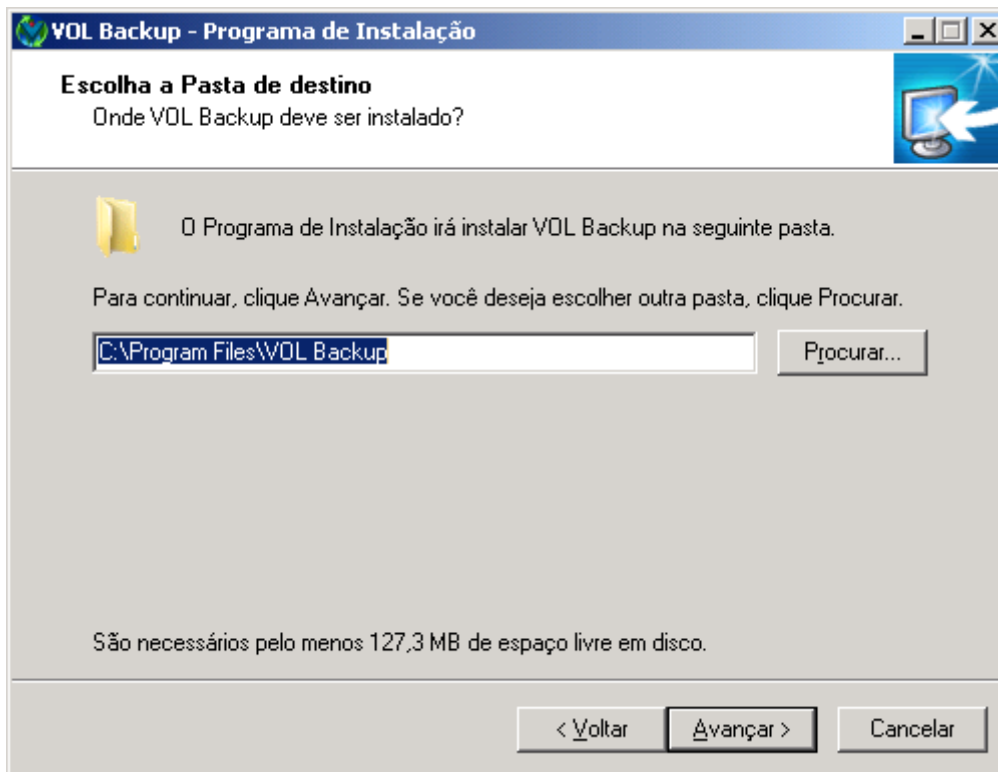 VOL Backup - Programa de Instalação
Escolha a Pasta de destino
Onde VOL Backup deve ser instalado?
O Programa de Instalação irá instalar VOL Backup na seguinte pasta.
Para continuar, clique Avançar. Se você deseja escolher outra pasta, clique Procurar.
C:\Program Files\VOL Backup
Procurar...
São necessários pelo menos 127,3 MB de espaço livre em disco.
< Voltar
Avançar >
Cancelar